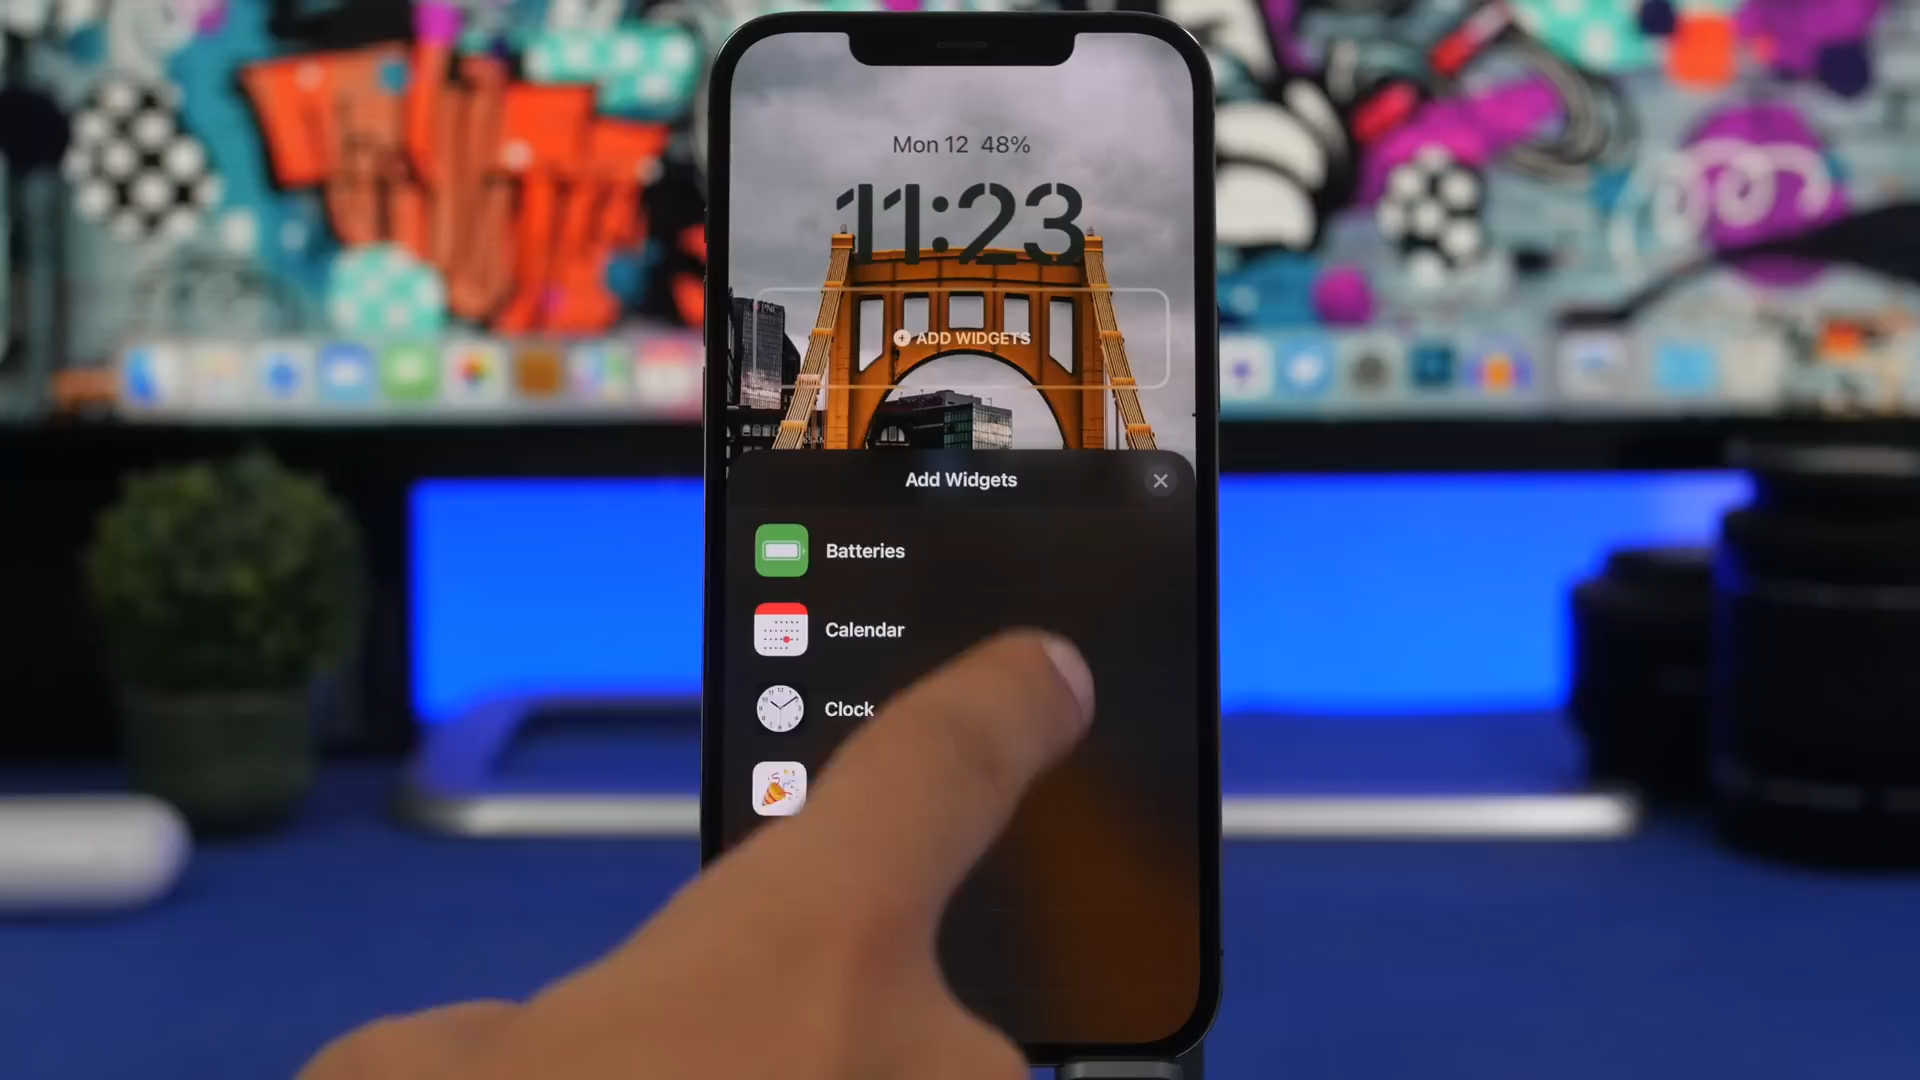 Mon 12 48%
11:23
ADD WIDGETS
Add Widgets
Batteries
Calendar
Clock